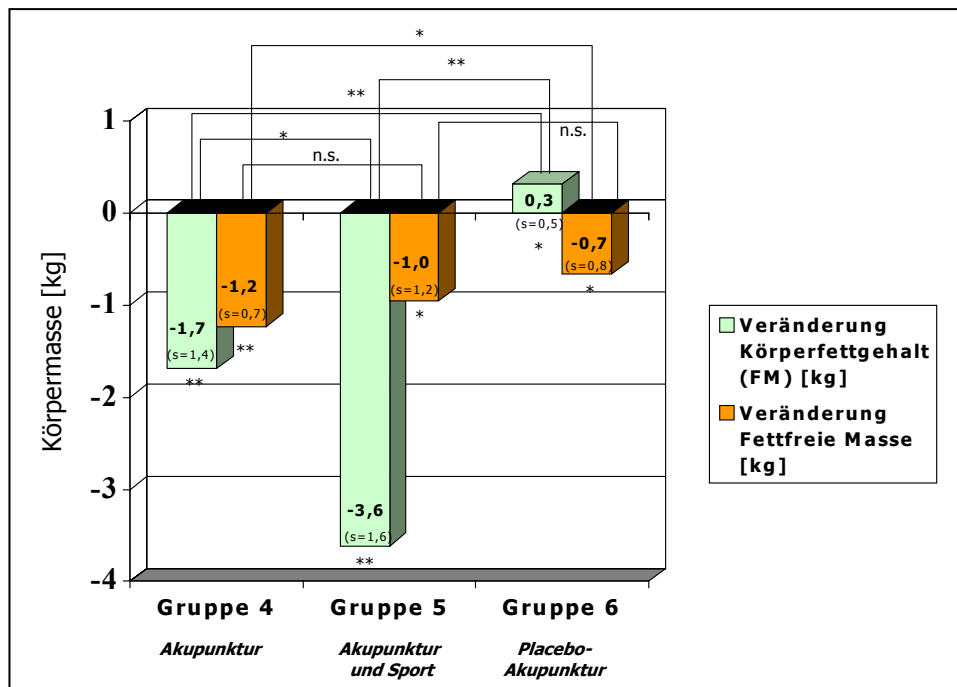 *
**
**
*
n.s.
n.s.
1
0
-1
-2
-3
-4
Körpermasse [kg]
0,3
(s=0,5)
*
-0,7
(s=0,8)
*
-1,0
(s=1,2)
*
-1,2
(s=0,7)
**
-1,7
(s=1,4)
**
-3,6
(s=1,6)
**
Gruppe 4
Gruppe 5
Gruppe 6
Akupunktur
Akupunktur
und Sport
Placebo-
Akupunktur
Veränderung
Körperfettgehalt
(FM) [kg]
Veränderung
Fettfreie Masse
[kg]